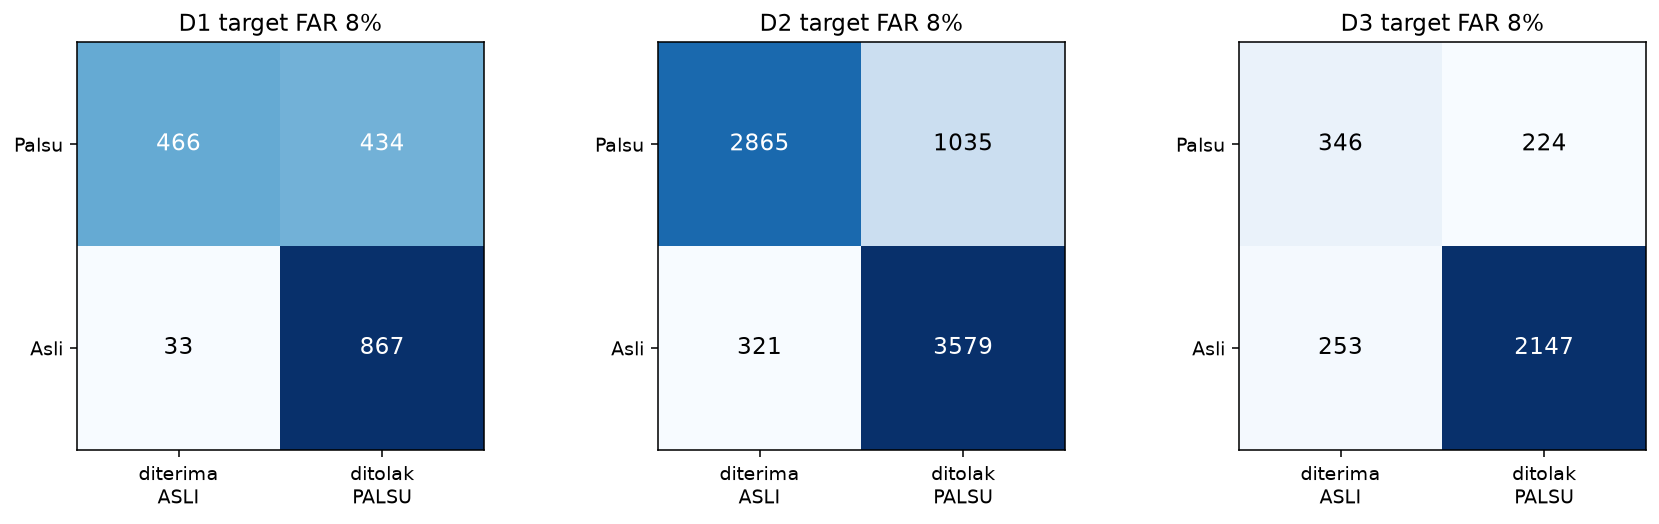 D1 target FAR 8%
Palsu
466
434
Asli
33
867
diterima
ASLI
ditolak
PALSU
D2 target FAR 8%
Palsu
2865
1035
Asli
321
3579
diterima
ASLI
ditolak
PALSU
D3 target FAR 8%
Palsu
346
224
Asli
253
2147
diterima
ASLI
ditolak
PALSU